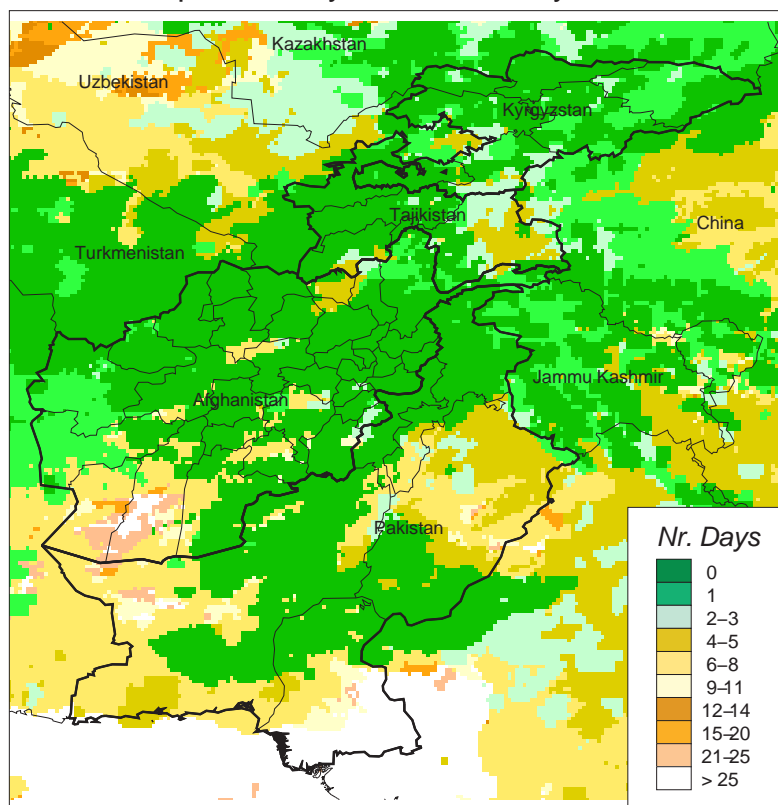 Kazakhstan
Uzbekistan
Kyrgyzstan
Tajikistan
China
Turkmenistan
Jammu Kashmir
Afghanistan
Pakistan
Nr. Days
0
1
2–3
4–5
6–8
9–11
12–14
15–20
21–25
> 25